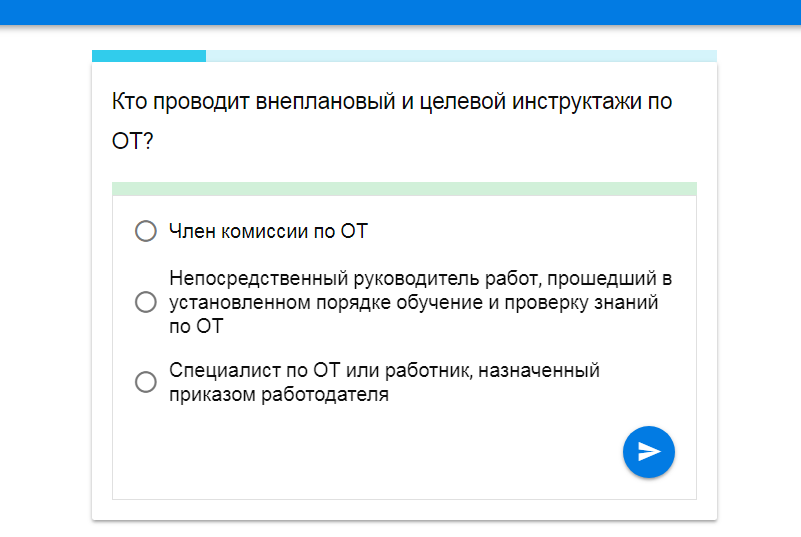 Кто проводит внеплановый и целевой инструктажи по
ОТ?
Член комиссии по ОТ
Непосредственный руководитель работ, прошедший в
установленном порядке обучение и проверку знаний
по ОТ
Специалист по ОТ или работник, назначенный
приказом работодателя